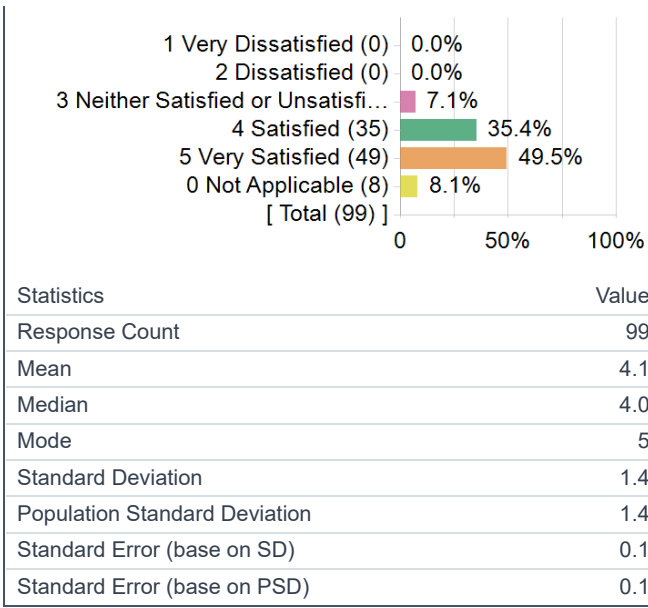 1 Very Dissatisfied (0) 0.0%
2 Dissatisfied (0) 0.0%
3 Neither Satisfied or Unsatisfi... 7.1%
4 Satisfied (35) 35.4%
5 Very Satisfied (49) 49.5%
0 Not Applicable (8) 8.1%
[ Total (99) ]
0 50% 100%
Statistics Value
Response Count 99
Mean 4.1
Median 4.0
Mode 5
Standard Deviation 1.4
Population Standard Deviation 1.4
Standard Error (base on SD) 0.1
Standard Error (base on PSD) 0.1